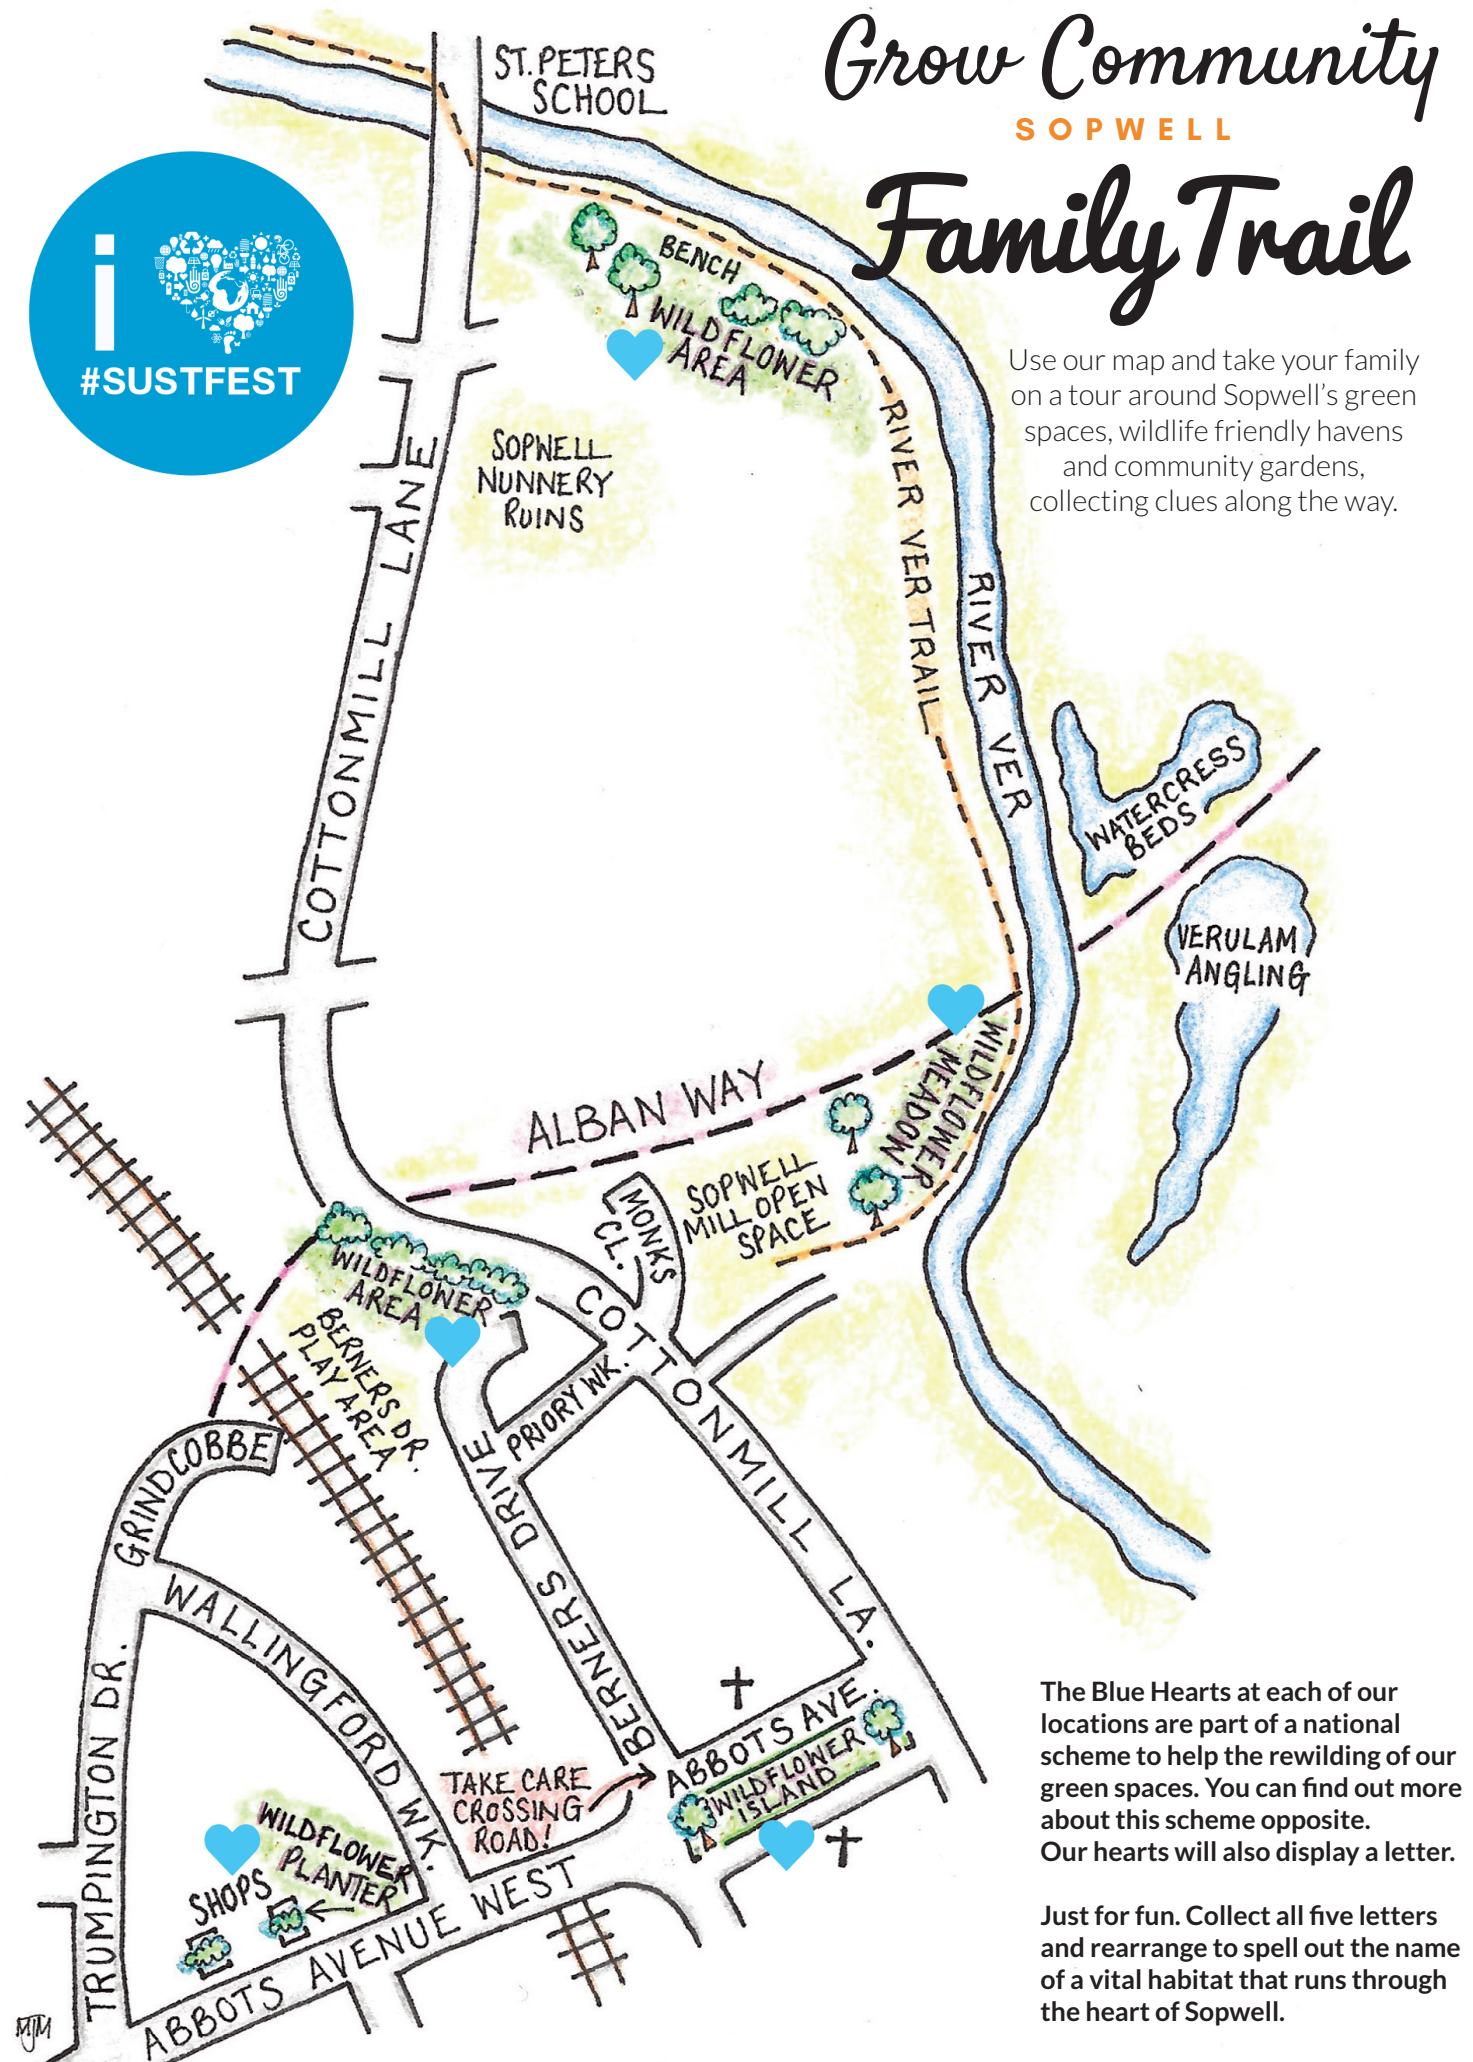 Grow Community
SOPWELL
Family Trail
Use our map and take your family
on a tour around Sopwell's green
spaces, wildlife friendly havens
and community gardens,
collecting clues along the way.
i
#SUSTFEST
ST. PETERS
SCHOOL
BENCH
WILDFLOWER
AREA
SOPWELL
NUNNERY
RUINS
COTTONMILL LANE
RIVER VER TRAIL
RIVER VER
WATERCRESS
BEDS
VERULAM
ANGLING
ALBAN WAY
WILDFLOWER
MEADOW
SOPWELL
MILL OPEN
SPACE
MONKS
CL.
WILDFLOWER
AREA
BERNERS DR.
PLAY AREA
COTTONMILL LA.
PRIORY WK.
BERNERS DRIVE
GRINDCOBBE
WALLINGFORD WK.
TRUMPINGTON DR.
ABBOTS AVE.
WILDFLOWER
ISLAND
TAKE CARE
CROSSING
ROAD!
WILDFLOWER
PLANTER
SHOPS
ABBOTS AVENUE WEST
MJM
The Blue Hearts at each of our
locations are part of a national
scheme to help the rewilding of our
green spaces. You can find out more
about this scheme opposite.
Our hearts will also display a letter.
Just for fun. Collect all five letters
and rearrange to spell out the name
of a vital habitat that runs through
the heart of Sopwell.